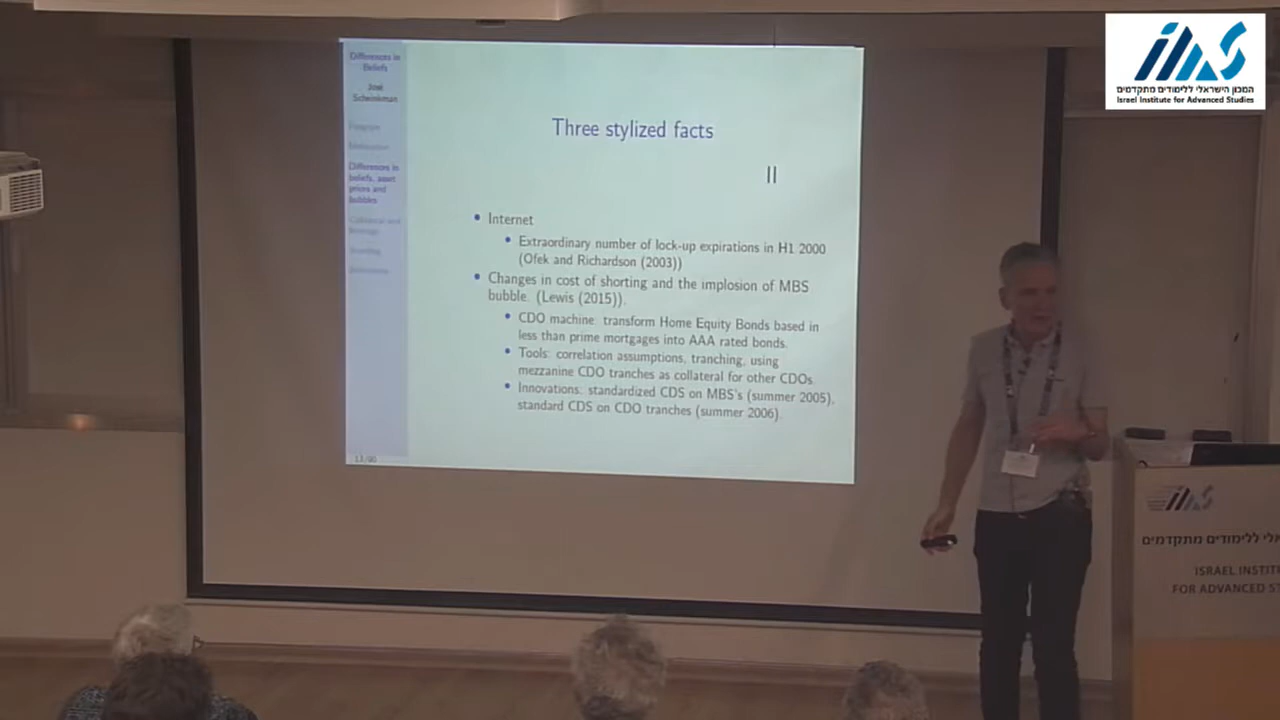 המכון הישראלי ללימודים מתקדמים
Israel Institute for Advanced Studies
Differences in
Beliefs
José
Scheinkman
Program
Motivation
Differences in
beliefs, asset
prices and
bubbles
Three stylized facts
II
• Internet
• Extraordinary number of lock-up expirations in H1 2000
(Ofek and Richardson (2003))
• Changes in cost of shorting and the implosion of MBS
bubble. (Lewis (2015)).
• CDO machine: transform Home Equity Bonds based in
less than prime mortgages into AAA rated bonds.
• Tools: correlation assumptions, tranching, using
mezzanine CDO tranches as collateral for other CDOs.
• Innovations: standardized CDS on MBS's (summer 2005),
standard CDS on CDO tranches (summer 2006).
ללימודים מתקדמים
ISRAEL INSTIT
FOR ADVANCED S